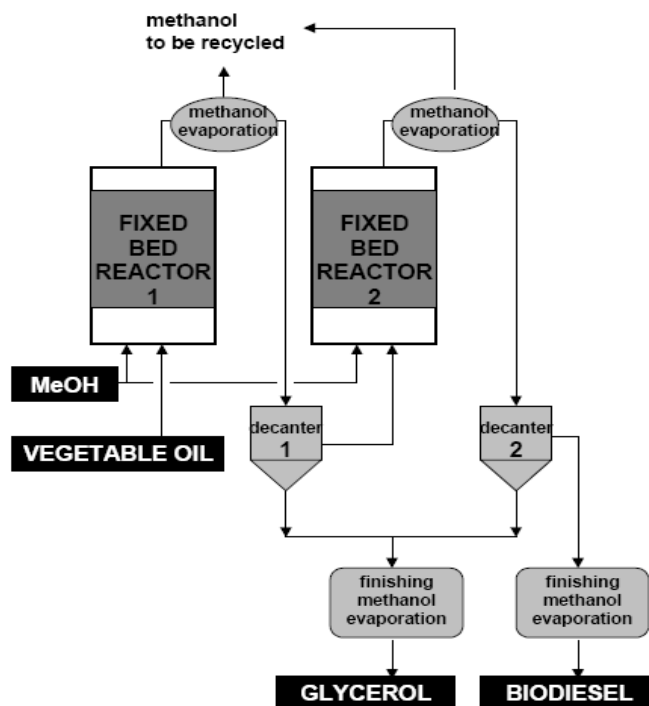 methanol
to be recycled
methanol
evaporation
methanol
evaporation
FIXED
BED
REACTOR
1
FIXED
BED
REACTOR
2
MeOH
VEGETABLE OIL
decanter
1
decanter
2
finishing
methanol
evaporation
finishing
methanol
evaporation
GLYCEROL
BIODIESEL